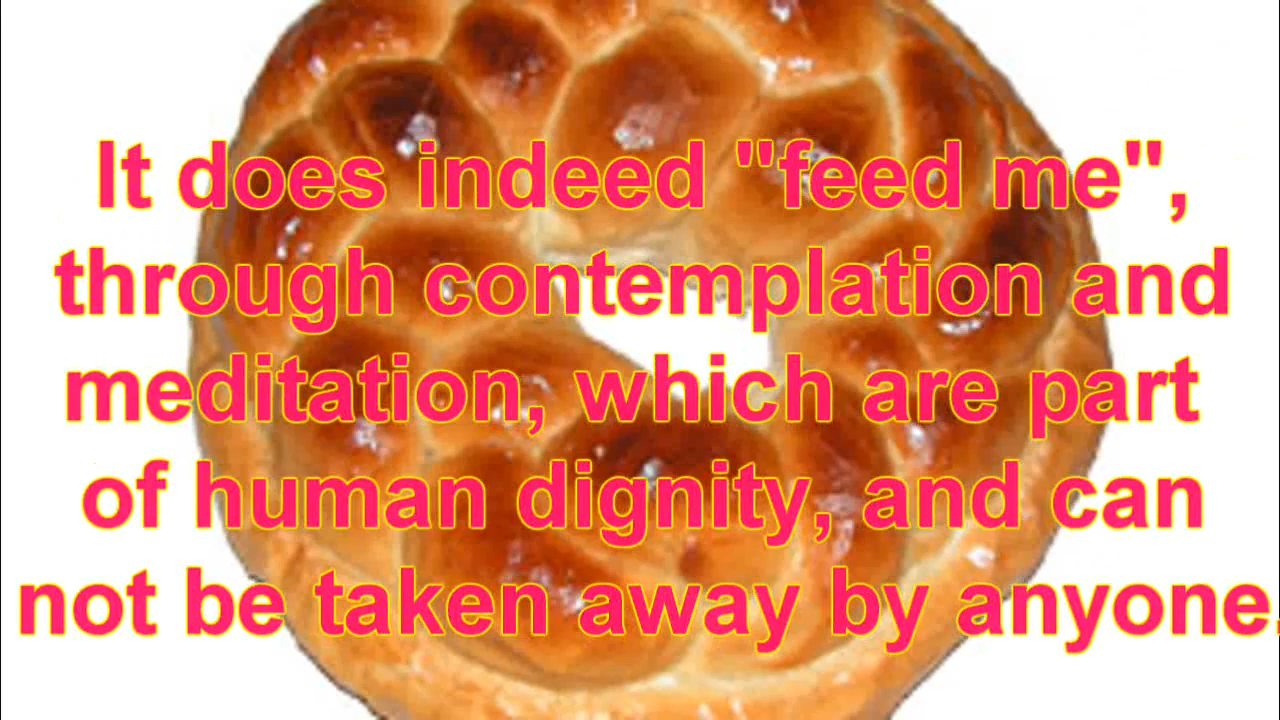 It does indeed "feed me",
through contemplation and
meditation, which are part
of human dignity, and can
not be taken away by anyone.